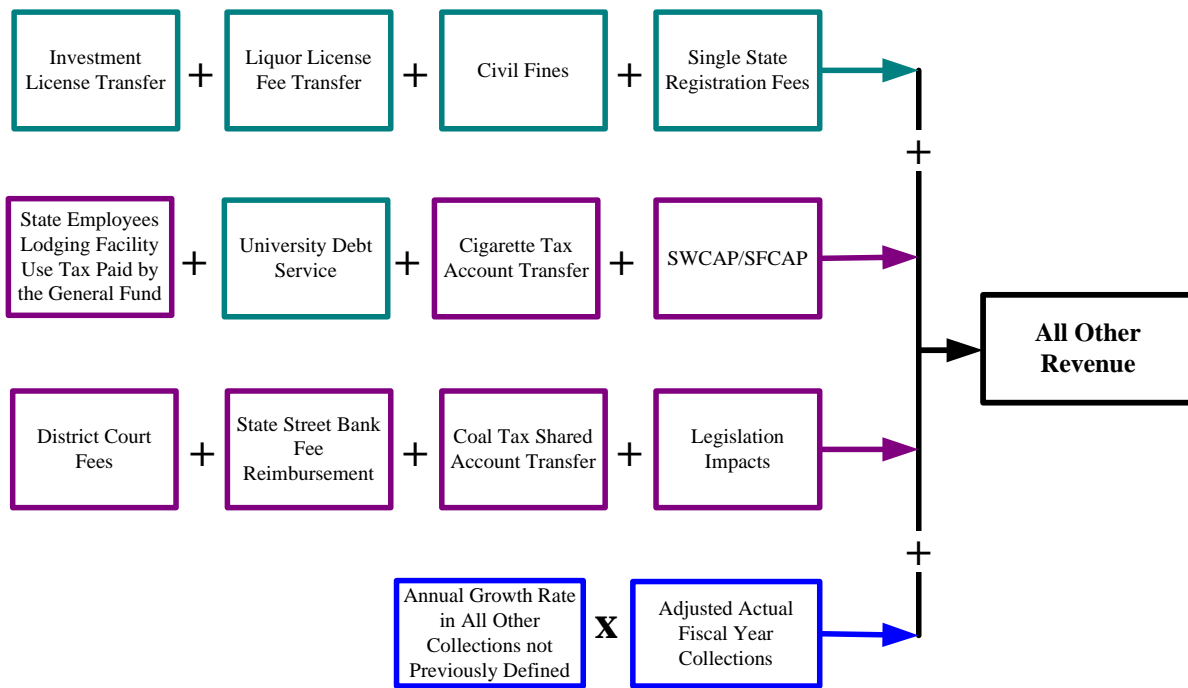 Investment
License Transfer
+
Liquor License
Fee Transfer
+
Civil Fines
+
Single State
Registration Fees
+
State Employees
Lodging Facility
Use Tax Paid by
the General Fund
+
University Debt
Service
+
Cigarette Tax
Account Transfer
+
SWCAP/SFCAP
All Other
Revenue
District Court
Fees
+
State Street Bank
Fee
Reimbursement
+
Coal Tax Shared
Account Transfer
+
Legislation
Impacts
+
Annual Growth Rate
in All Other
Collections not
Previously Defined
x
Adjusted Actual
Fiscal Year
Collections